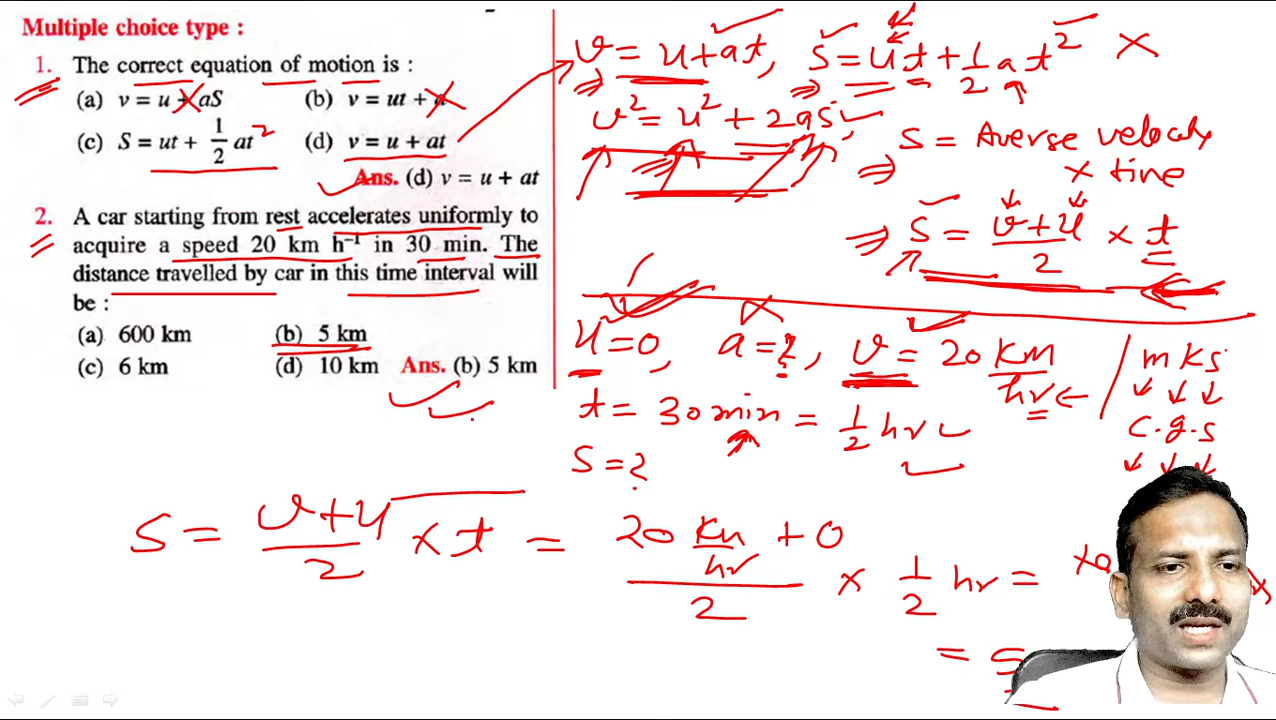 Multiple choice type :
1. The correct equation of motion is :
(a) v = u + aS (b) v = ut +
(c) S = ut + 1/2 at 2 (d) v = u + at
Ans. (d) v = u + at
2. A car starting from rest accelerates uniformly to
acquire a speed 20 km h⁻¹ in 30 min. The
distance travelled by car in this time interval will
be :
(a) 600 km (b) 5 km
(c) 6 km (d) 10 km Ans. (b) 5 km
v = u + at, s = ut + 1/2 at² ×
v² = u² + 2as
S = Averse velocity
× time
S = v+u/2 × t
u = 0, a = ?, v = 20 KM/hr
t = 30 min = 1/2 hr
S = ?
m k s
c.g.s
S = v+u/2 × t = 20 Km/hr + 0 / 2 × 1/2 hr =
=